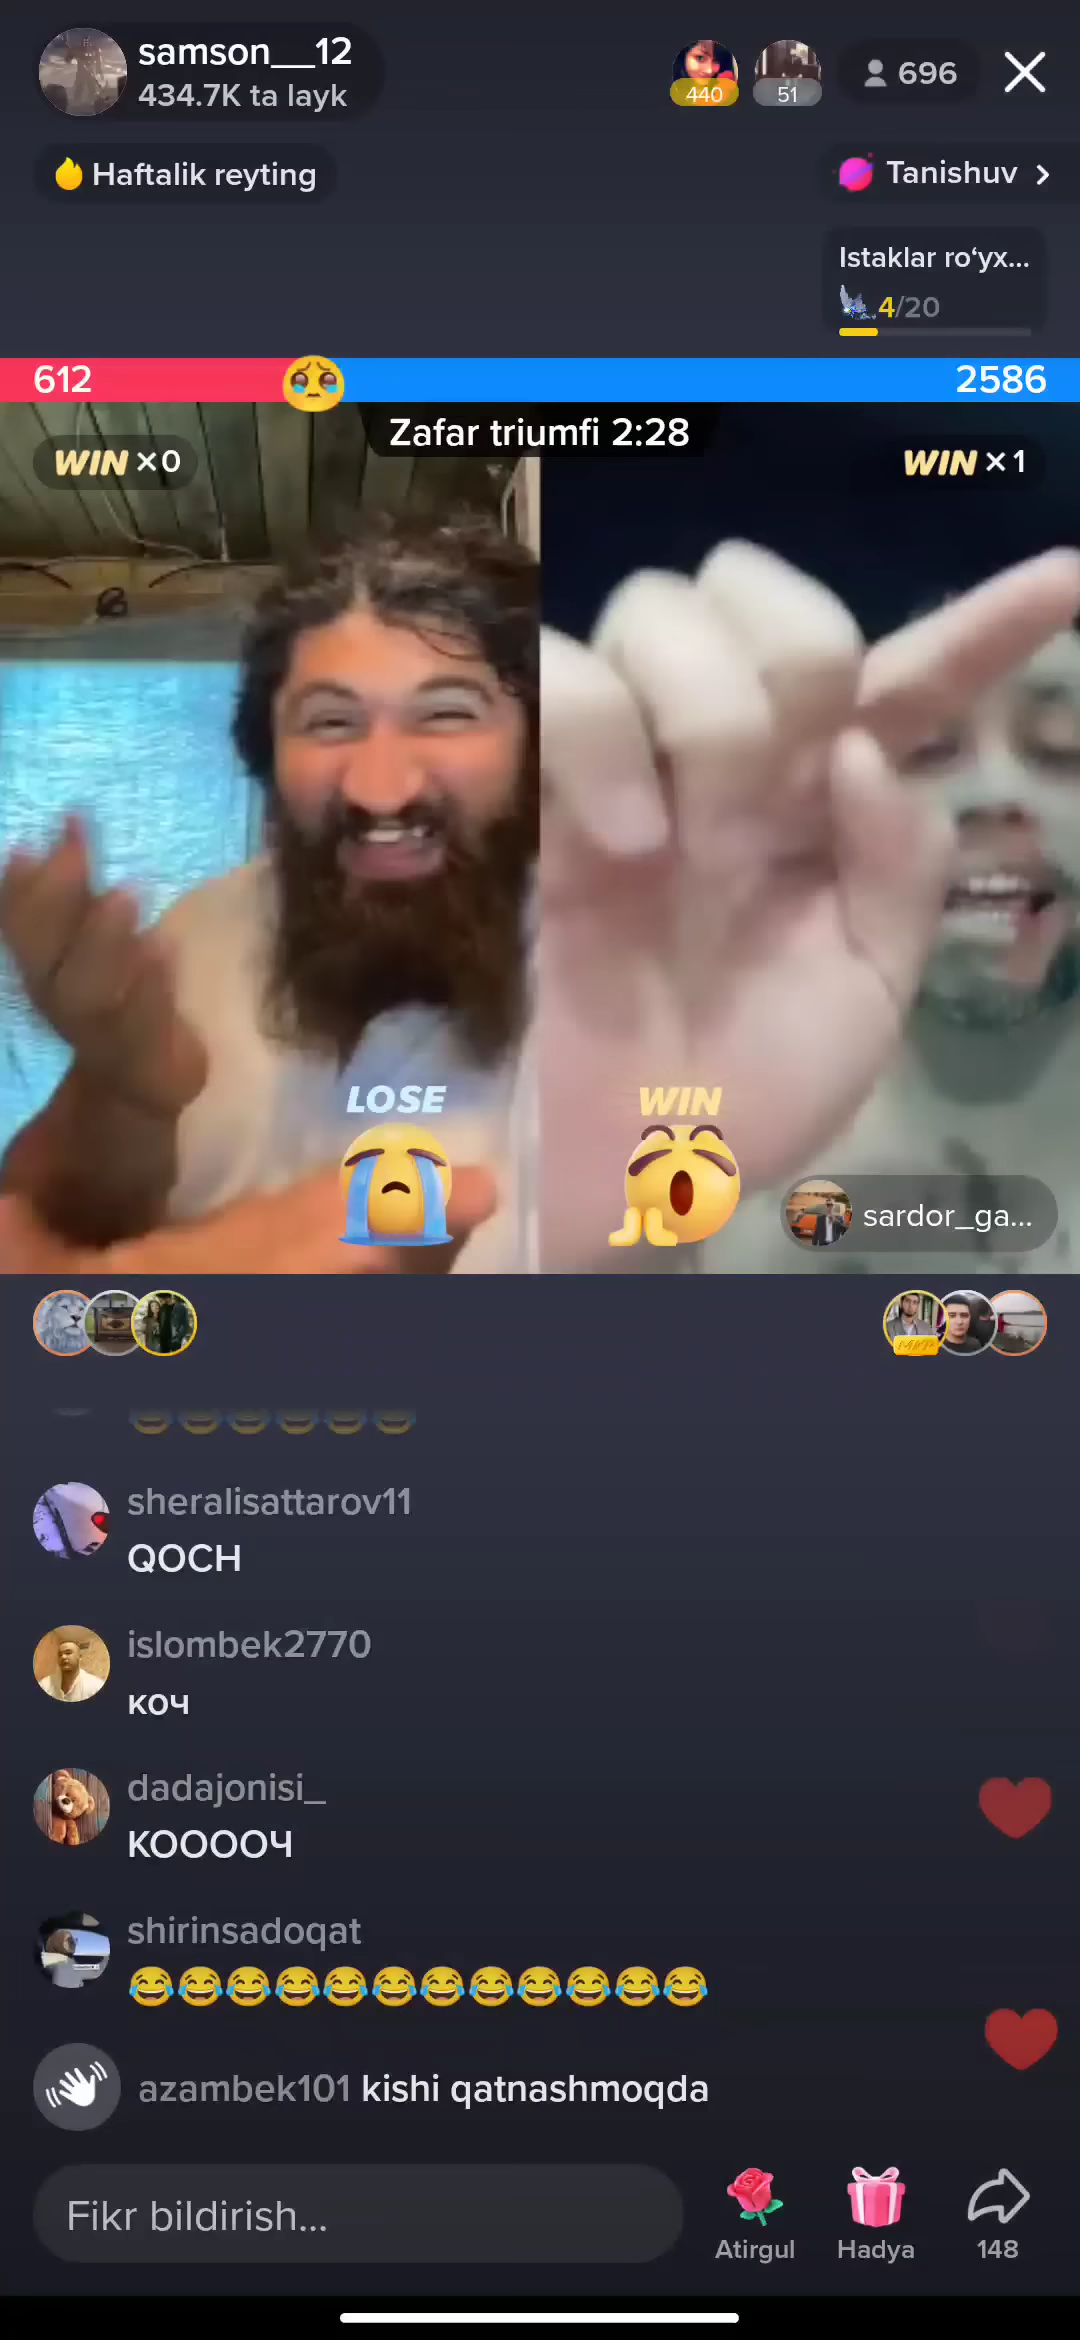 samson__12
434.7K ta layk
440
51
696
Haftalik reyting
Tanishuv
Istaklar ro‘yx...
4/20
612
2586
Zafar triumfi 2:28
WIN ×0
WIN ×1
LOSE
WIN
sardor_ga...
sheralisattarov11
QOCH
islombek2770
коч
dadajonisi_
КООООЧ
shirinsadoqat
😂😂😂😂😂😂😂😂😂😂😂😂
azambek101 kishi qatnashmoqda
Fikr bildirish...
Atirgul
Hadya
148